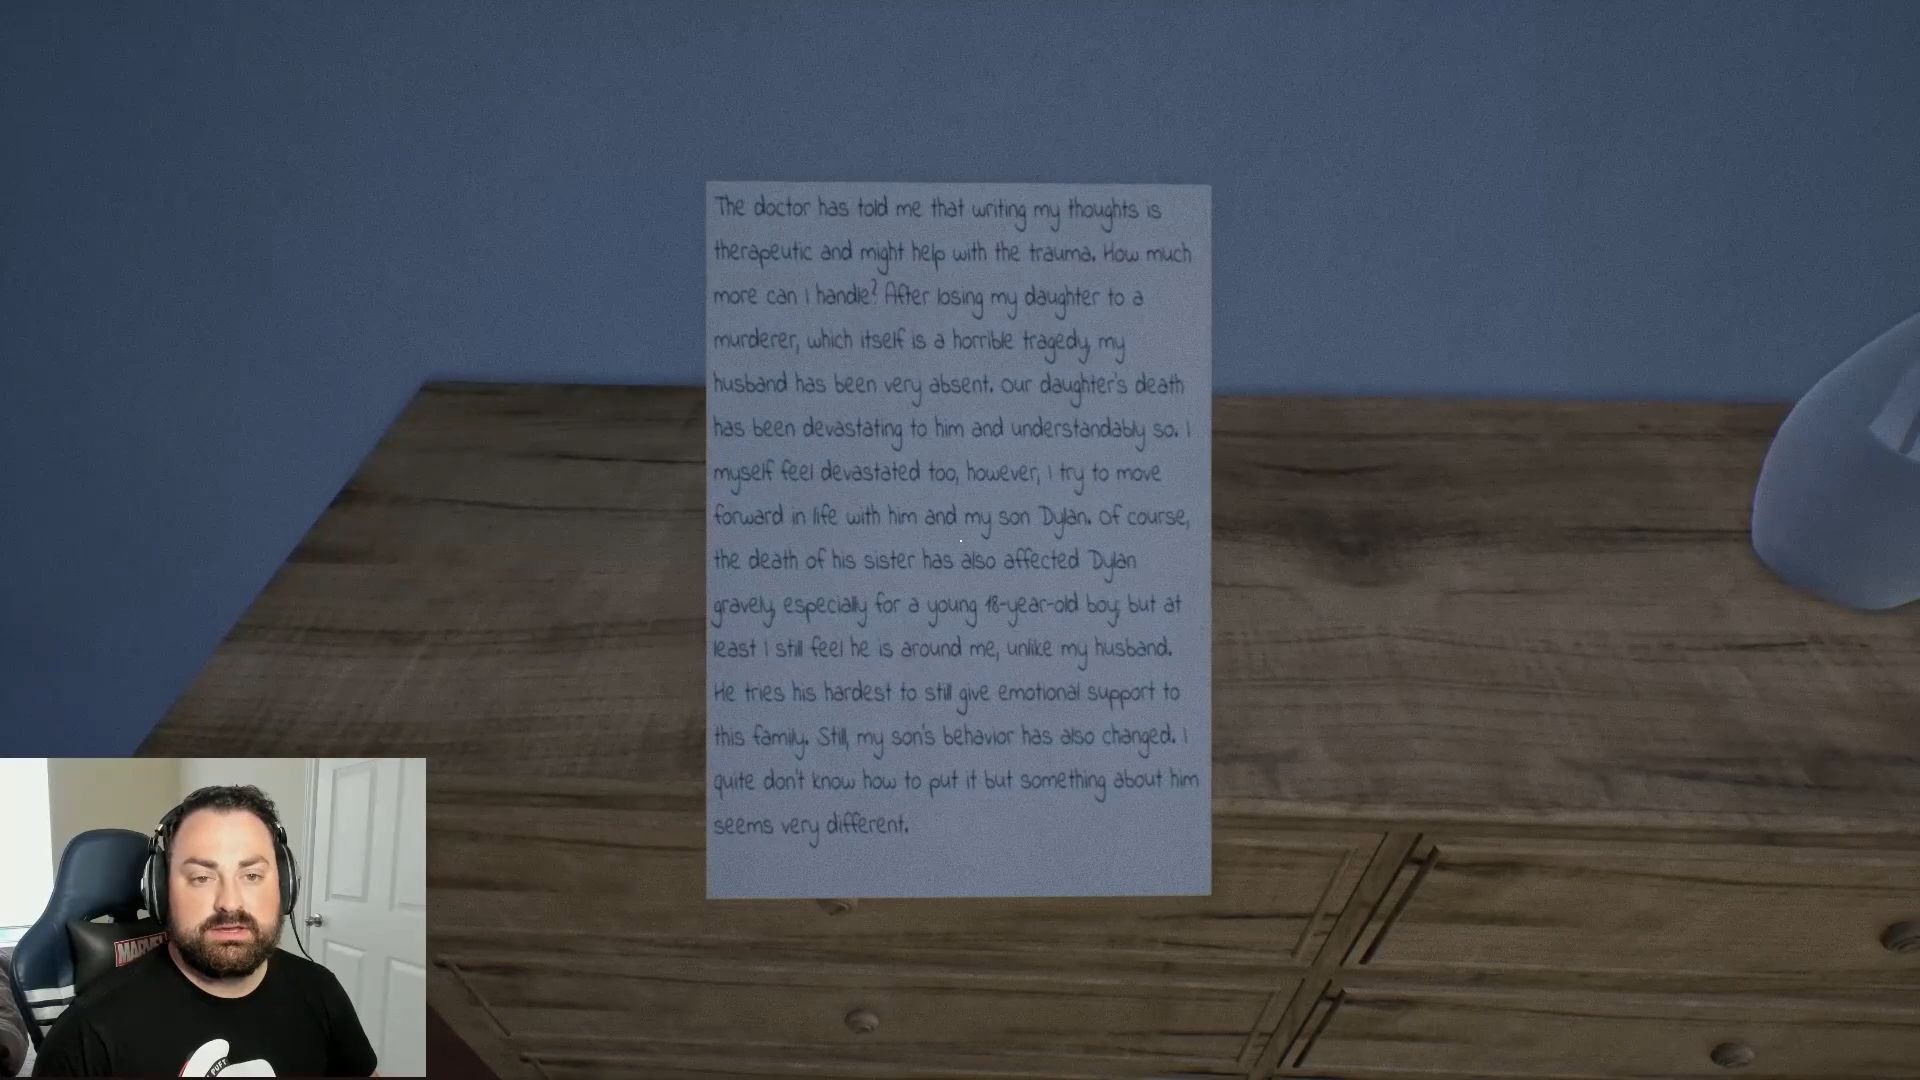 The doctor has told me that writing my thoughts is
therapeutic and might help with the trauma. How much
more can I handle? After losing my daughter to a
murderer, which itself is a horrible tragedy, my
husband has been very absent. Our daughter's death
has been devastating to him and understandably so. I
myself feel devastated too, however, I try to move
forward in life with him and my son Dylan. Of course,
the death of his sister has also affected Dylan
gravely, especially for a young 18-year-old boy, but at
least I still feel he is around me, unlike my husband.
He tries his hardest to still give emotional support to
this family. Still, my son's behavior has also changed. I
quite don't know how to put it but something about him
seems very different.
MARVEL
PUFT